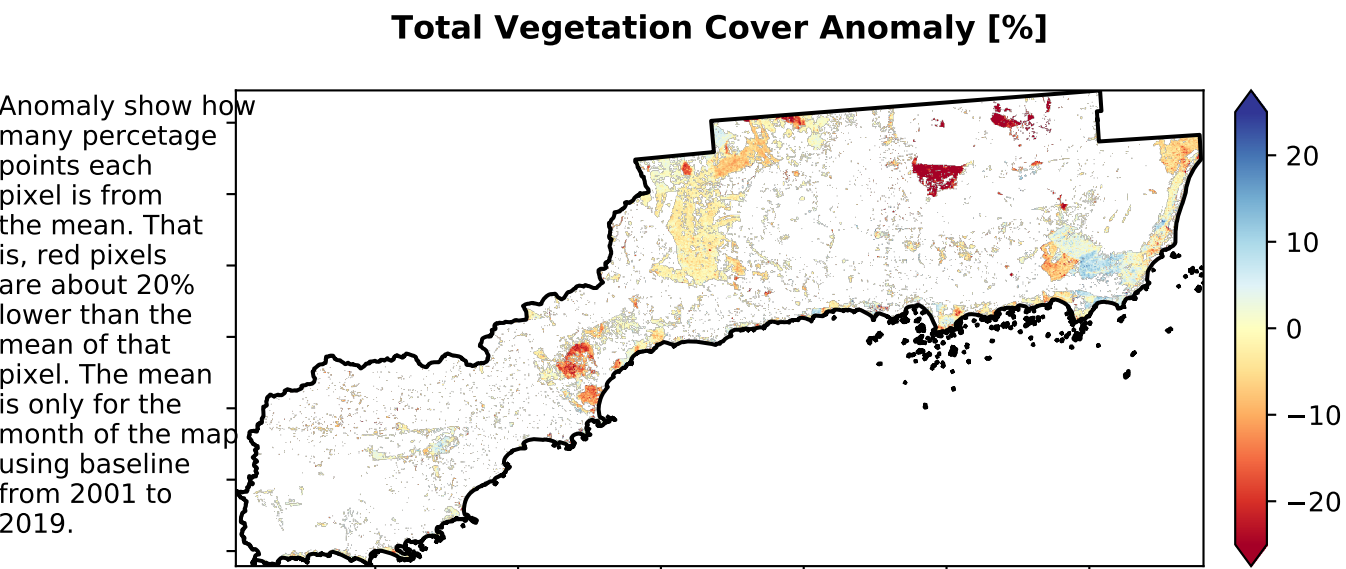 Total Vegetation Cover Anomaly [%]
Anomaly show how
many percetage
points each
pixel is from
the mean. That
is, red pixels
are about 20%
lower than the
mean of that
pixel. The mean
is only for the
month of the map
using baseline
from 2001 to
2019.
20
10
0
−10
−20